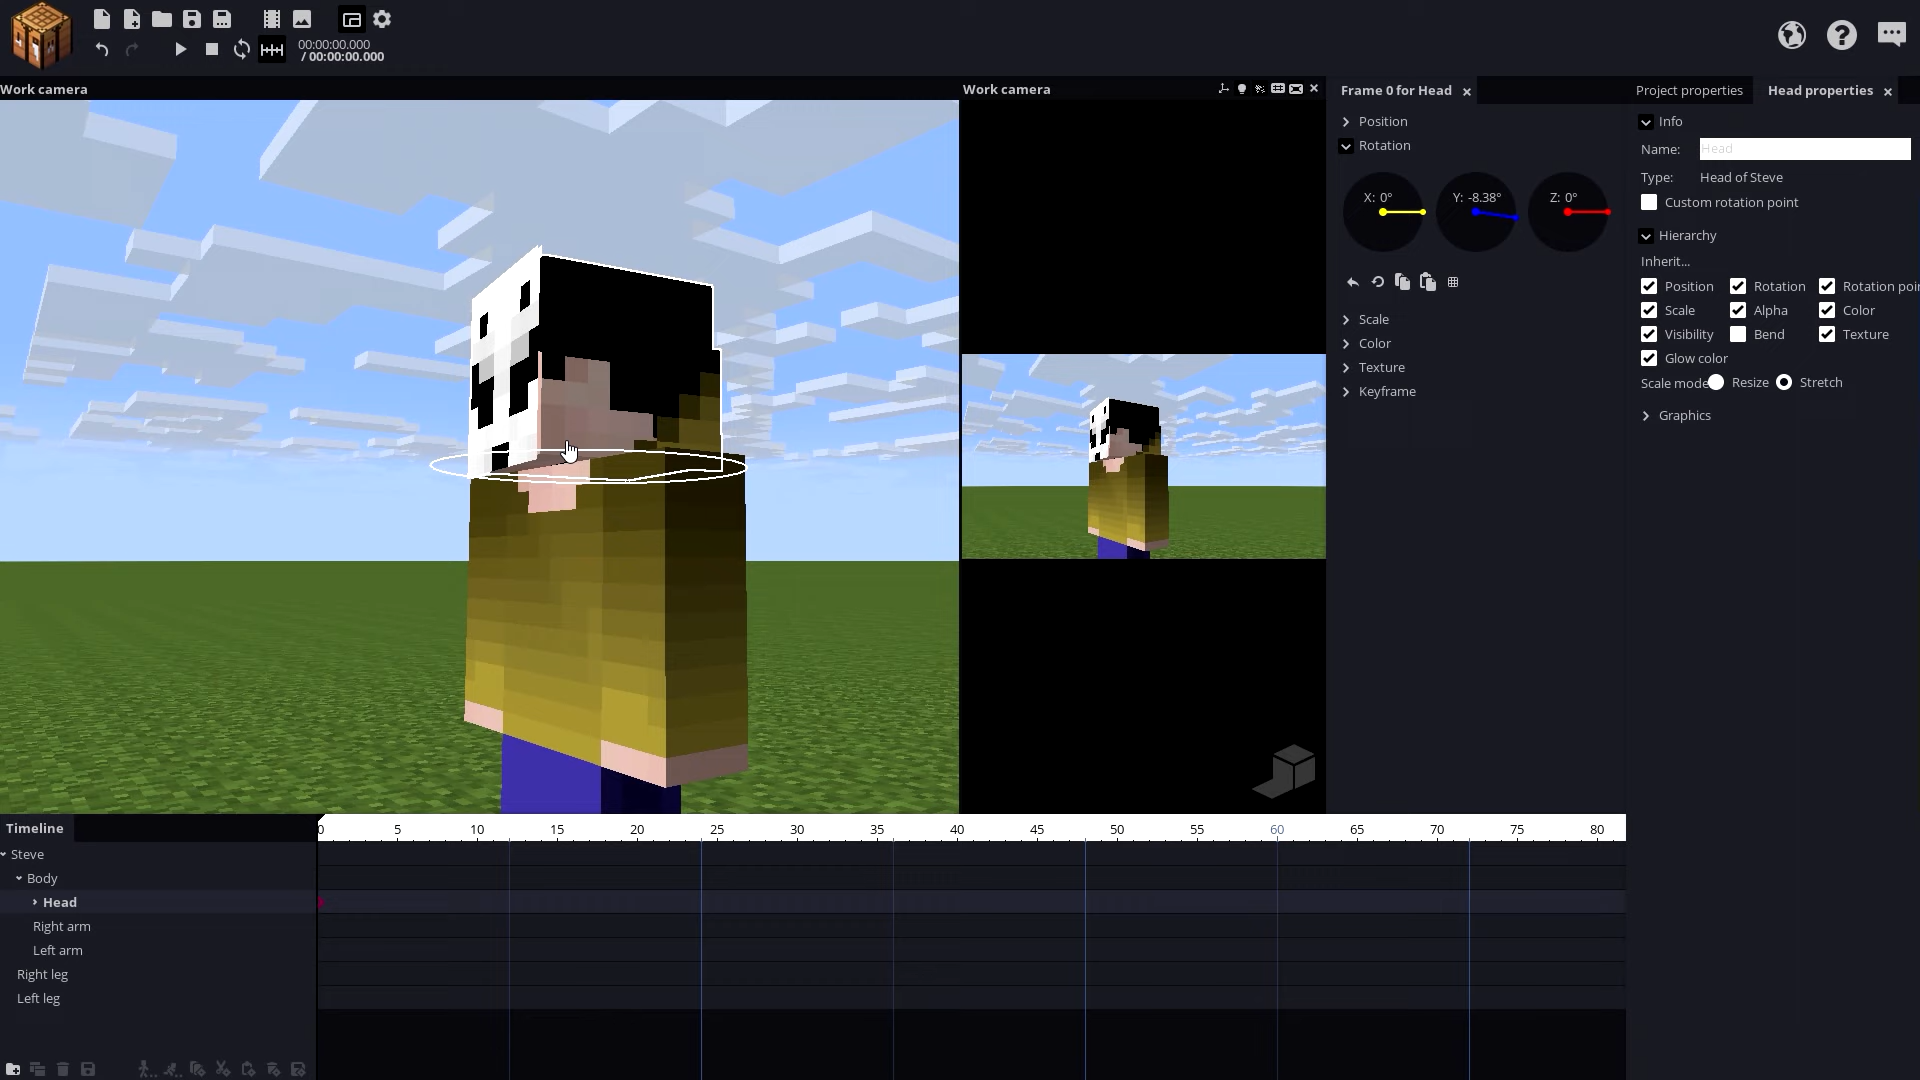 00:00:00.000
/ 00:00:00.000
Work camera
Work camera
Frame 0 for Head
Project properties
Head properties
Position
Rotation
X: 0°
Y: -8.38°
Z: 0°
Scale
Color
Texture
Keyframe
Info
Name: Head
Type: Head of Steve
Custom rotation point
Hierarchy
Inherit...
Position Rotation Rotation poin
Scale Alpha Color
Visibility Bend Texture
Glow color
Scale mode Resize Stretch
Graphics
Timeline
0 5 10 15 20 25 30 35 40 45 50 55 60 65 70 75 80
Steve
Body
Head
Right arm
Left arm
Right leg
Left leg